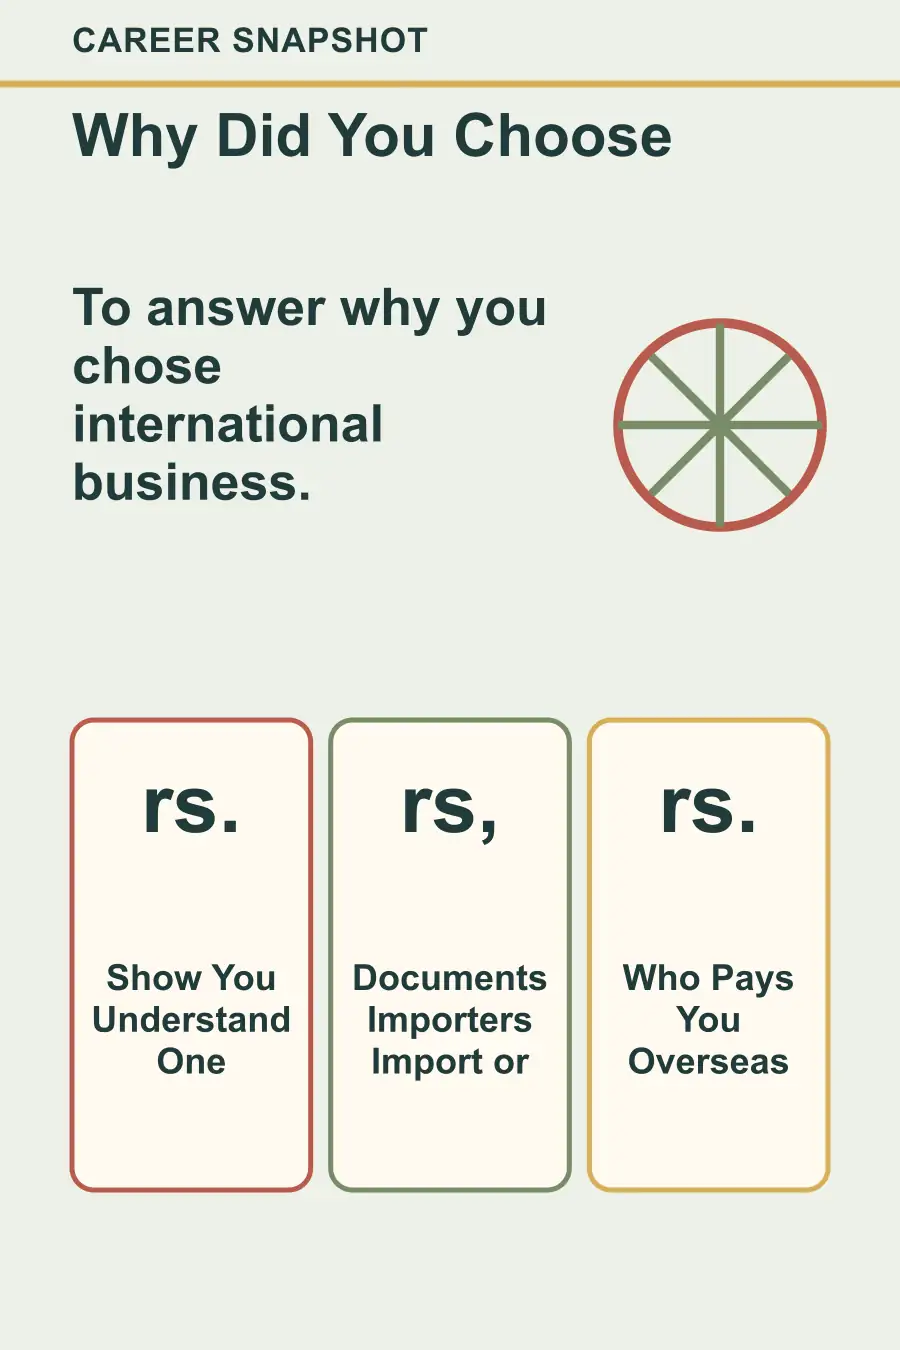 CAREER SNAPSHOT
Why Did You Choose
To answer why you
chose
international
business.
rs.
Show You
Understand
One
rs,
Documents
Importers
Import or
rs.
Who Pays
You
Overseas